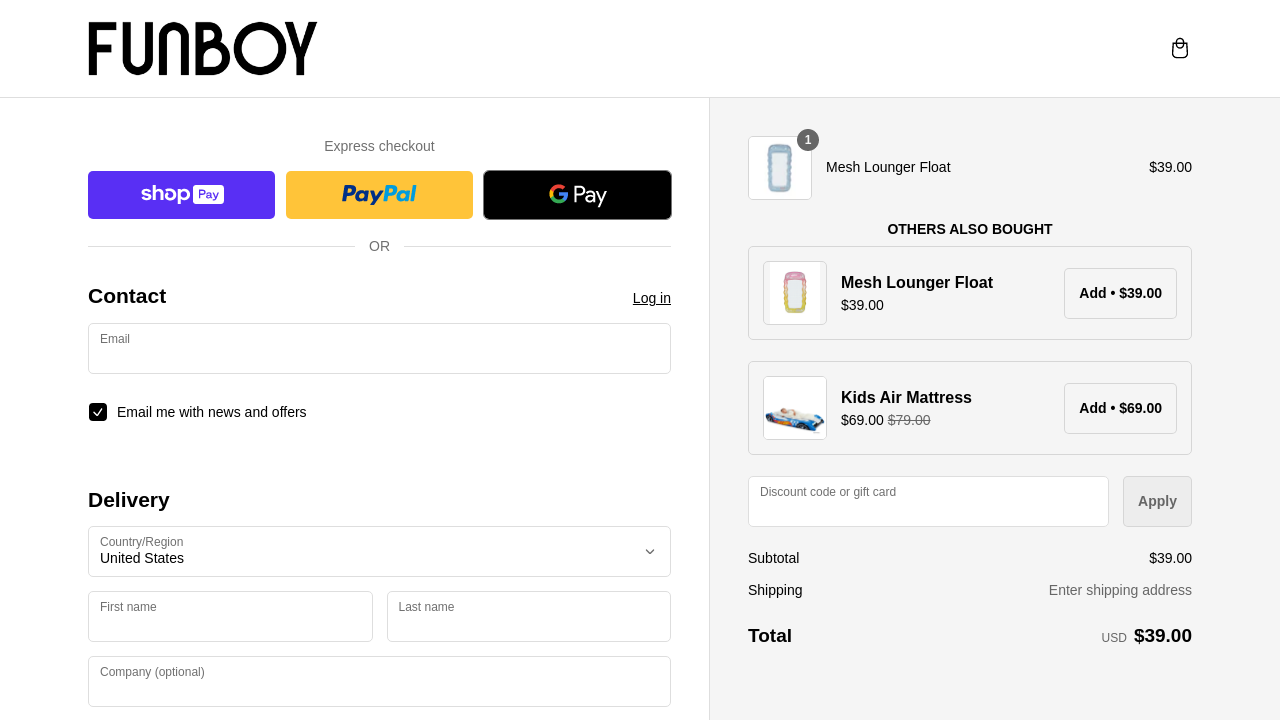 FUNBOY
Express checkout
shop Pay
PayPal
G Pay
OR
Contact
Log in
Email
Email me with news and offers
Delivery
Country/Region
United States
First name
Last name
Company (optional)
1
Mesh Lounger Float
$39.00
OTHERS ALSO BOUGHT
Mesh Lounger Float
$39.00
Add • $39.00
Kids Air Mattress
$69.00 $79.00
Add • $69.00
Discount code or gift card
Apply
Subtotal
$39.00
Shipping
Enter shipping address
Total
USD $39.00